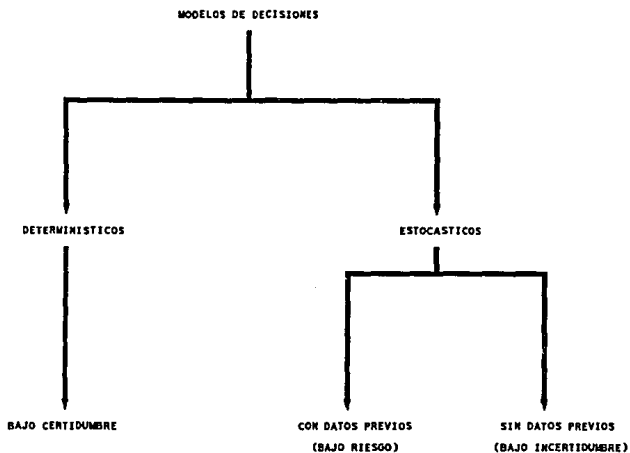 MODELOS DE DECISIONES
DETERMINISTICOS
ESTOCASTICOS
BAJO CERTIDUMBRE
CON DATOS PREVIOS
(BAJO RIESGO)
SIN DATOS PREVIOS
(BAJO INCERTIDUMBRE)